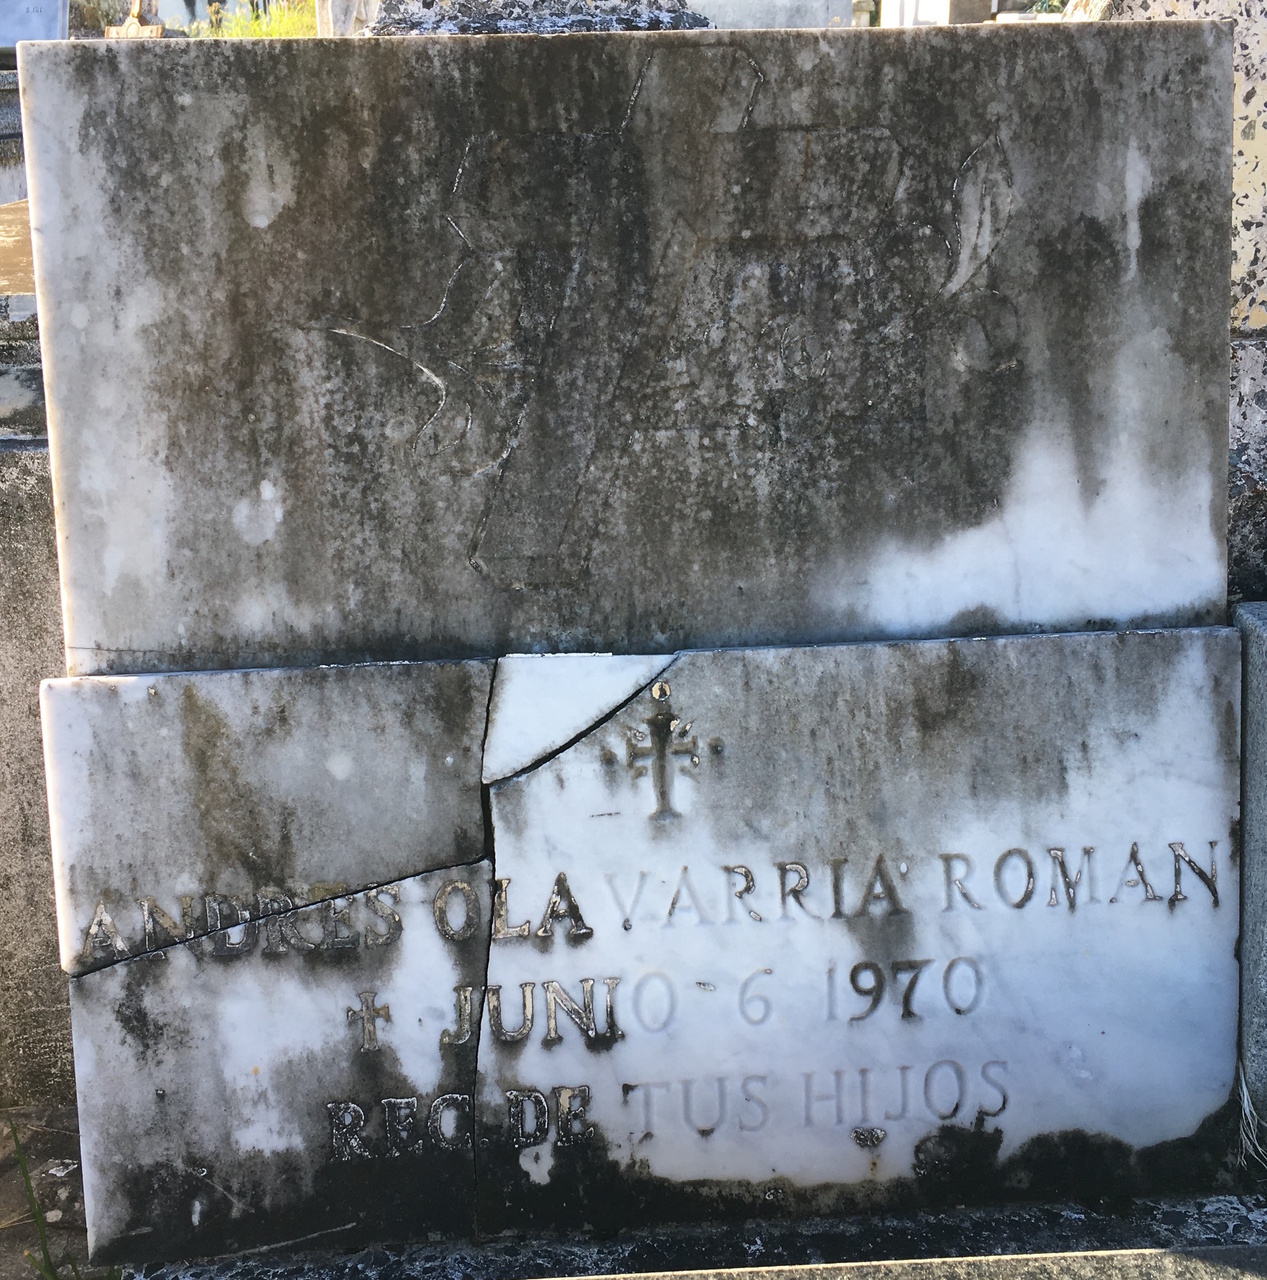 ANDRES OLAVARRIA ROMAN
† JUNIO - 6 1970
REC. DE TUS HIJOS